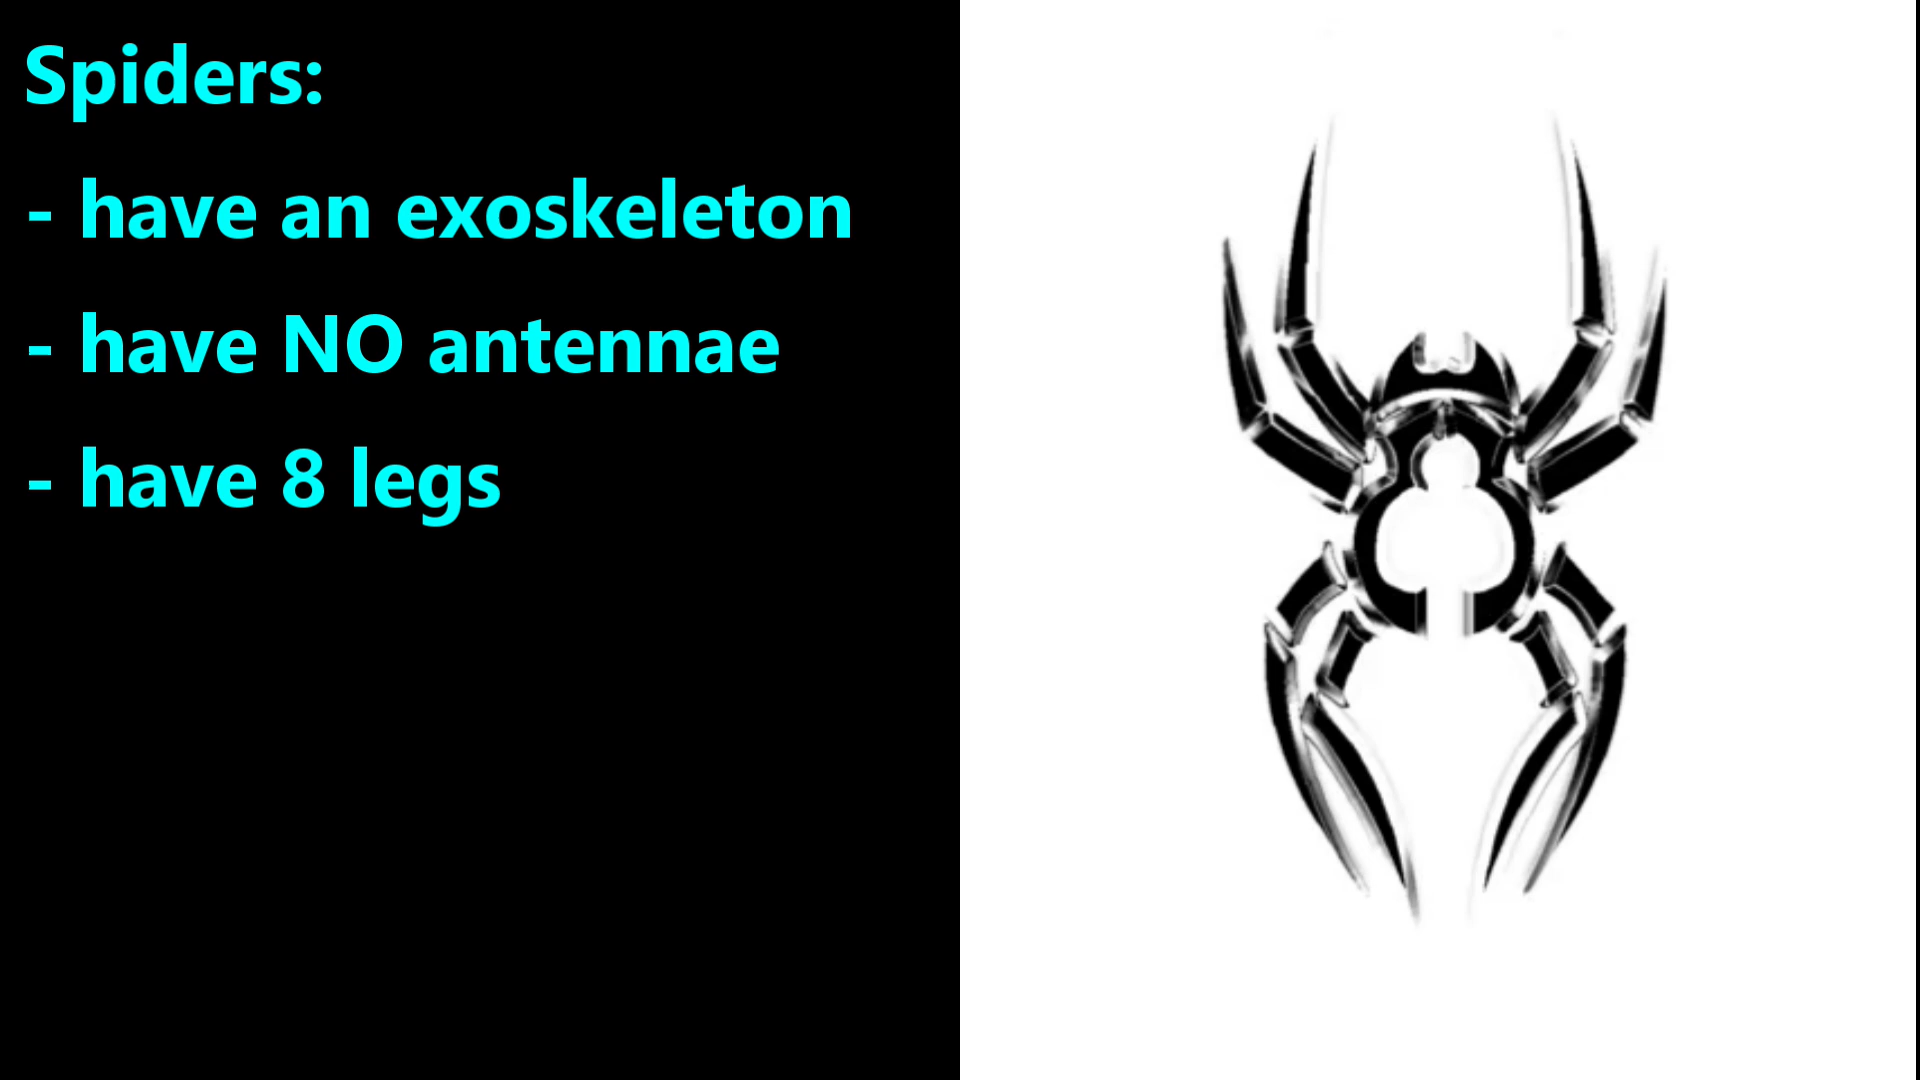 Spiders:
- have an exoskeleton
- have NO antennae
- have 8 legs